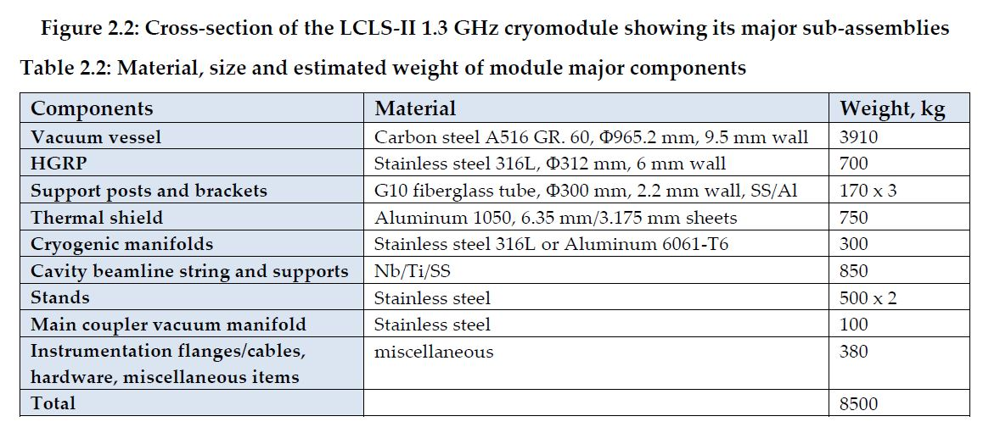 Figure 2.2: Cross-section of the LCLS-II 1.3 GHz cryomodule showing its major sub-assemblies
Table 2.2: Material, size and estimated weight of module major components
Components Material Weight, kg
Vacuum vessel Carbon steel A516 GR. 60, Φ965.2 mm, 9.5 mm wall 3910
HGRP Stainless steel 316L, Φ312 mm, 6 mm wall 700
Support posts and brackets G10 fiberglass tube, Φ300 mm, 2.2 mm wall, SS/Al 170 x 3
Thermal shield Aluminum 1050, 6.35 mm/3.175 mm sheets 750
Cryogenic manifolds Stainless steel 316L or Aluminum 6061-T6 300
Cavity beamline string and supports Nb/Ti/SS 850
Stands Stainless steel 500 x 2
Main coupler vacuum manifold Stainless steel 100
Instrumentation flanges/cables, miscellaneous 380
hardware, miscellaneous items
Total 8500